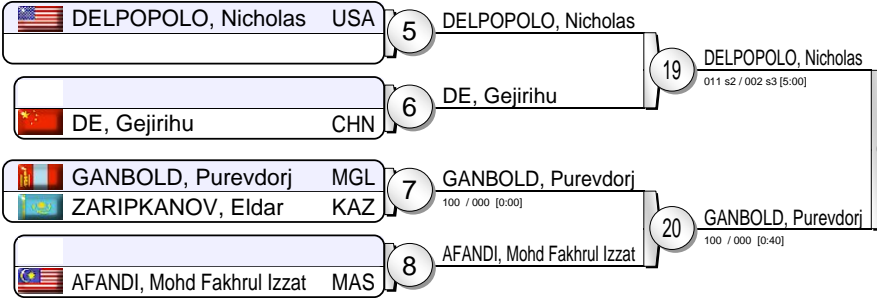 DELPOPOLO, Nicholas USA
5
DELPOPOLO, Nicholas
19
DELPOPOLO, Nicholas
011 s2 / 002 s3 [5:00]
6
DE, Gejirihu
DE, Gejirihu CHN
GANBOLD, Purevdorj MGL
7
GANBOLD, Purevdorj
100 / 000 [0:00]
ZARIPKANOV, Eldar KAZ
20
GANBOLD, Purevdorj
100 / 000 [0:40]
8
AFANDI, Mohd Fakhrul Izzat
AFANDI, Mohd Fakhrul Izzat MAS